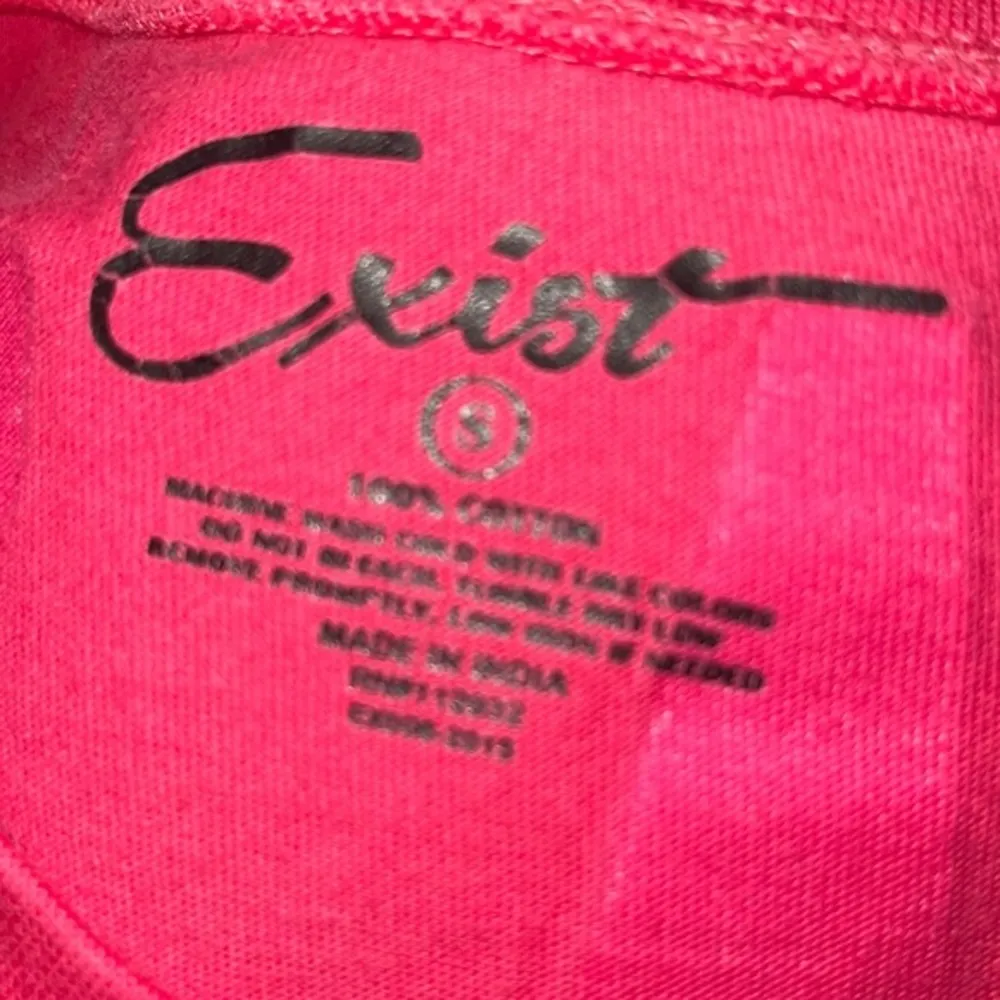 Exist
S
100% COTTON
MACHINE WASH COLD WITH LIKE COLORS
DO NOT BLEACH, TUMBLE DRY LOW
REMOVE PROMPTLY, LOW IRON IF NEEDED
MADE IN INDIA